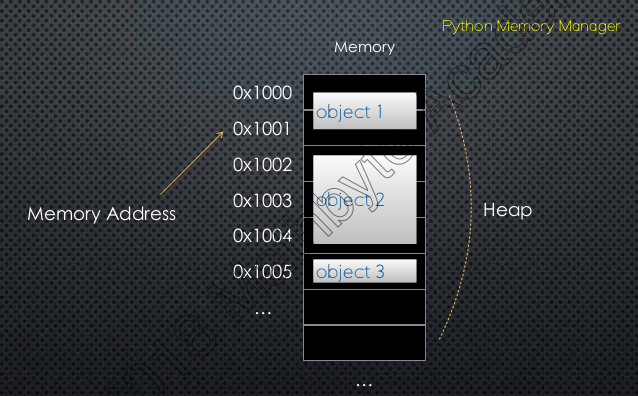 Python Memory Manager
Memory
0x1000
object 1
0x1001
0x1002
0x1003
object 2
0x1004
0x1005
object 3
...
Memory Address
Heap
...